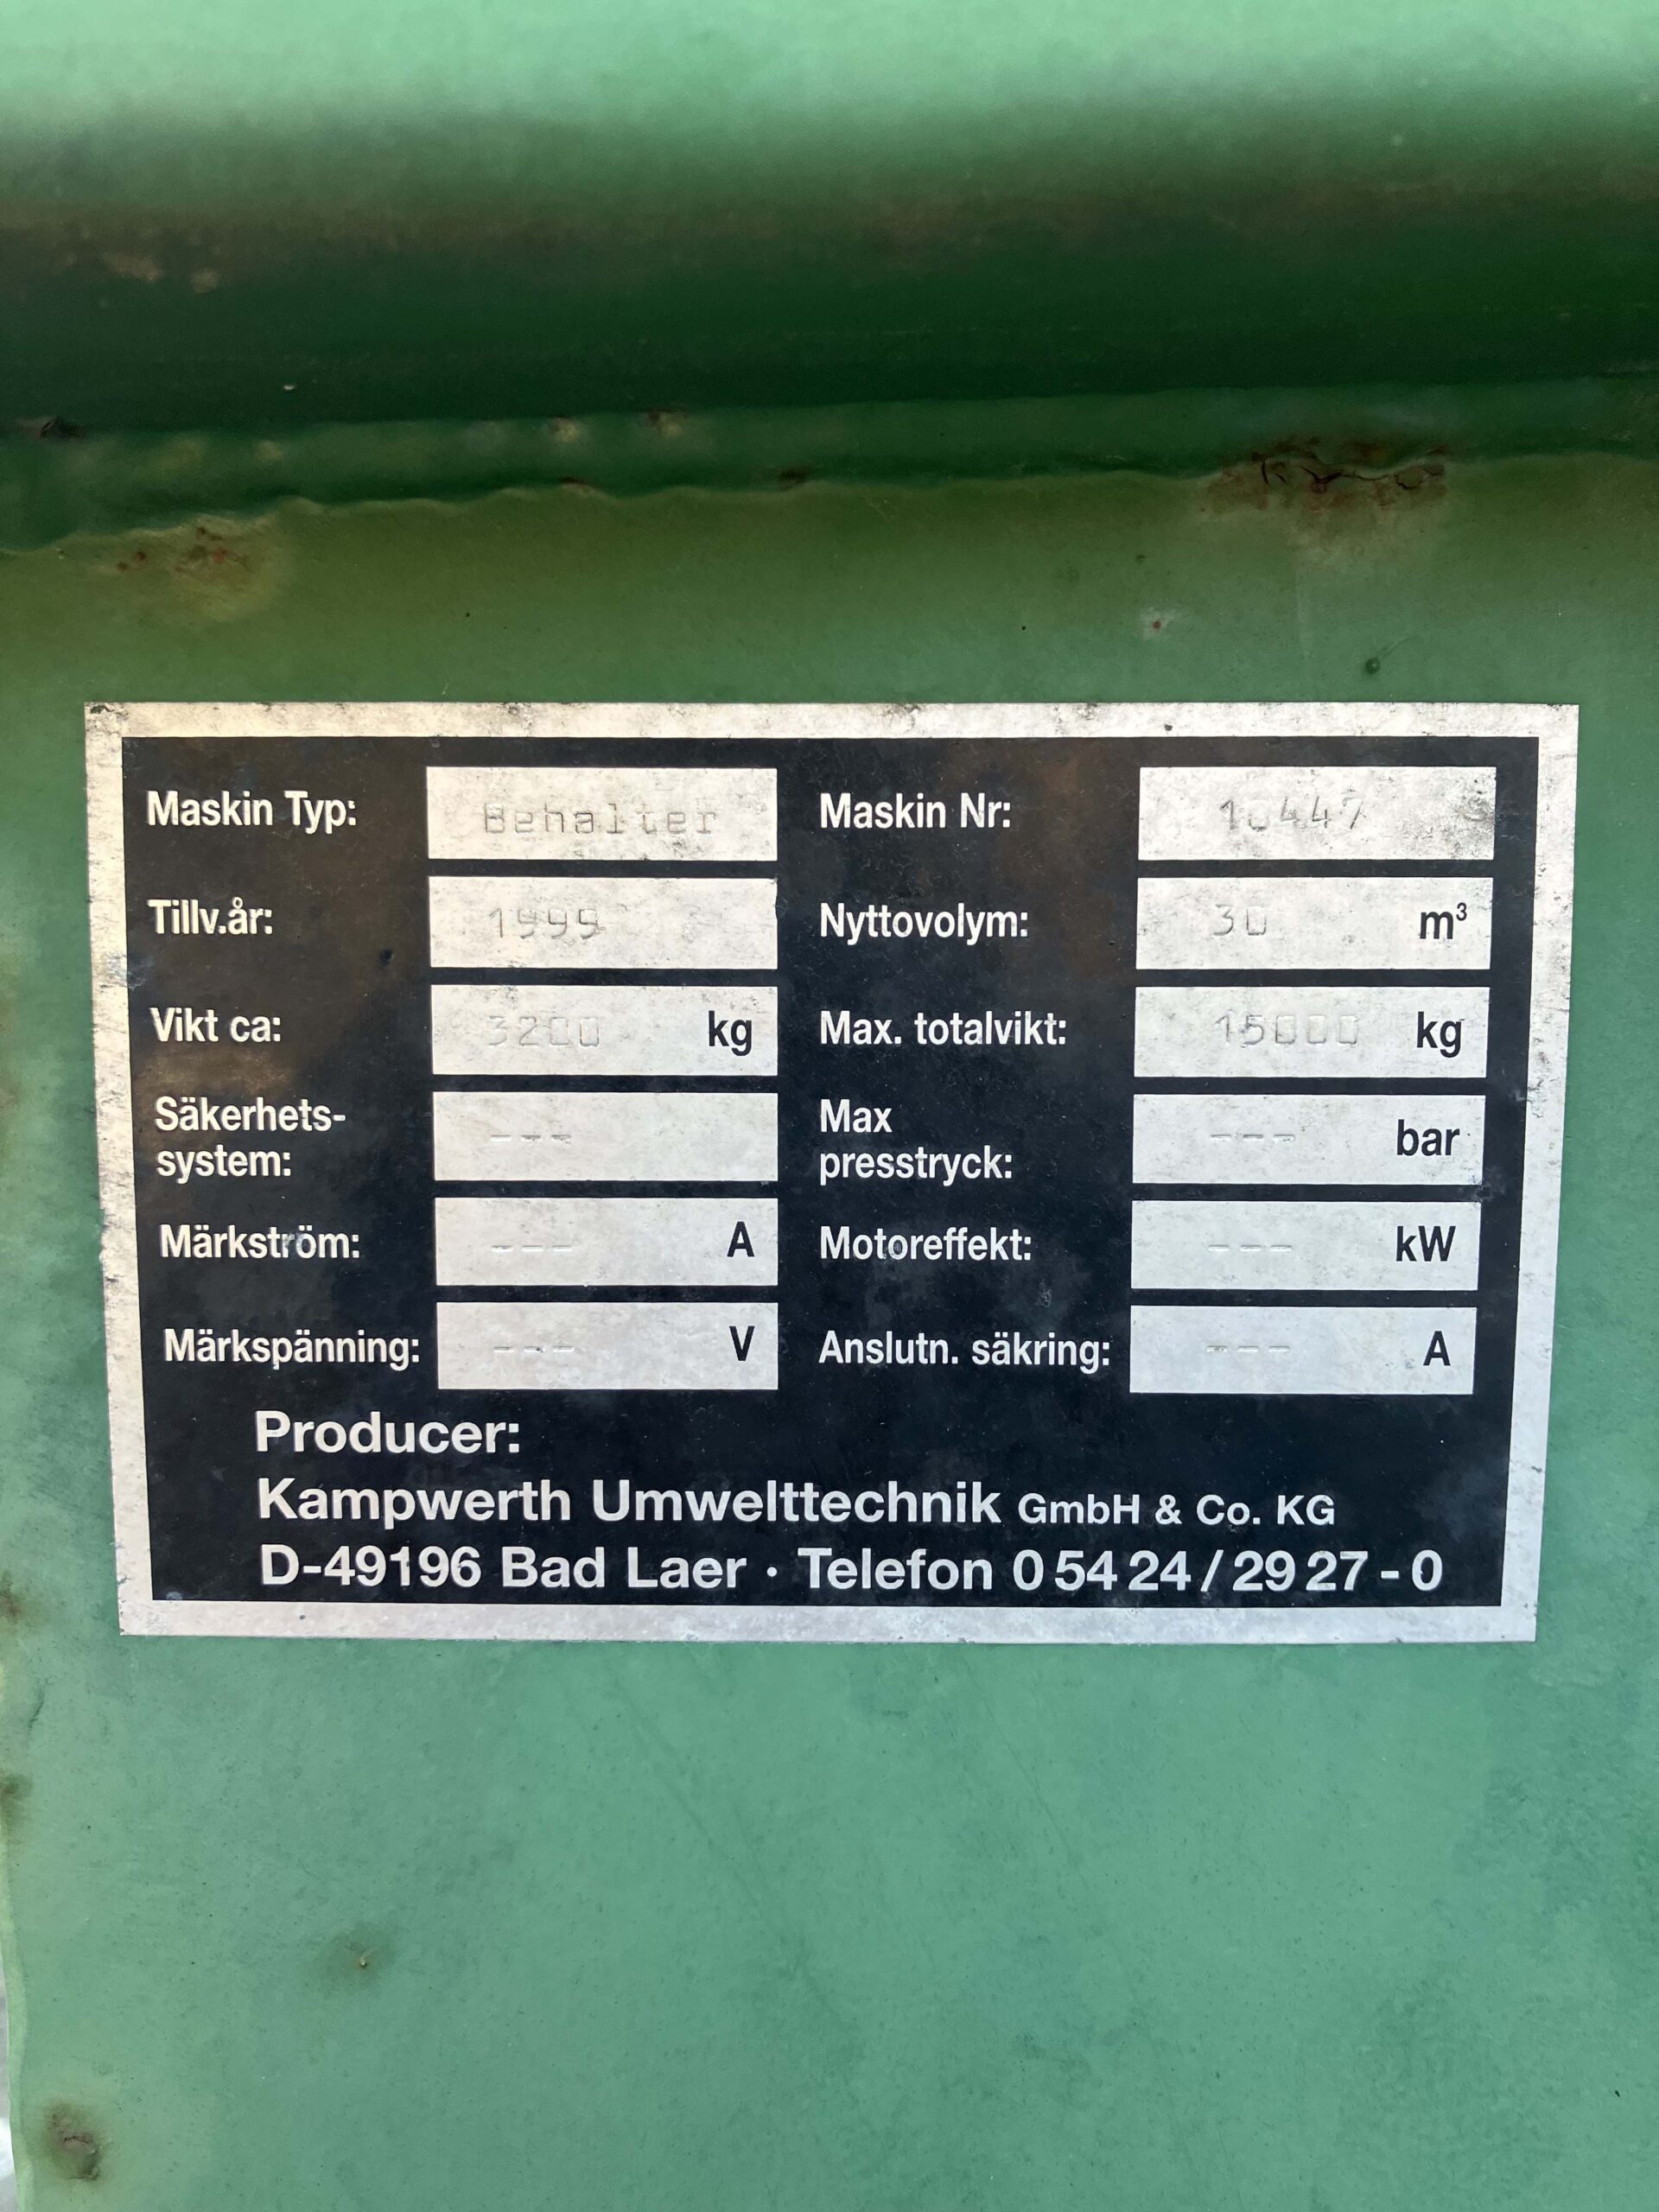 Maskin Typ: Behalter Maskin Nr: 10447
Tillv.år: 1999 Nyttovolym: 30 m³
Vikt ca: 3200 kg Max. totalvikt: 15000 kg
Säkerhets-
system: --- Max
presstryck: --- bar
Märkström: --- A Motoreffekt: --- kW
Märkspänning: --- V Anslutn. säkring: --- A
Producer:
Kampwerth Umwelttechnik GmbH & Co. KG
D-49196 Bad Laer · Telefon 0 54 24 / 29 27 - 0